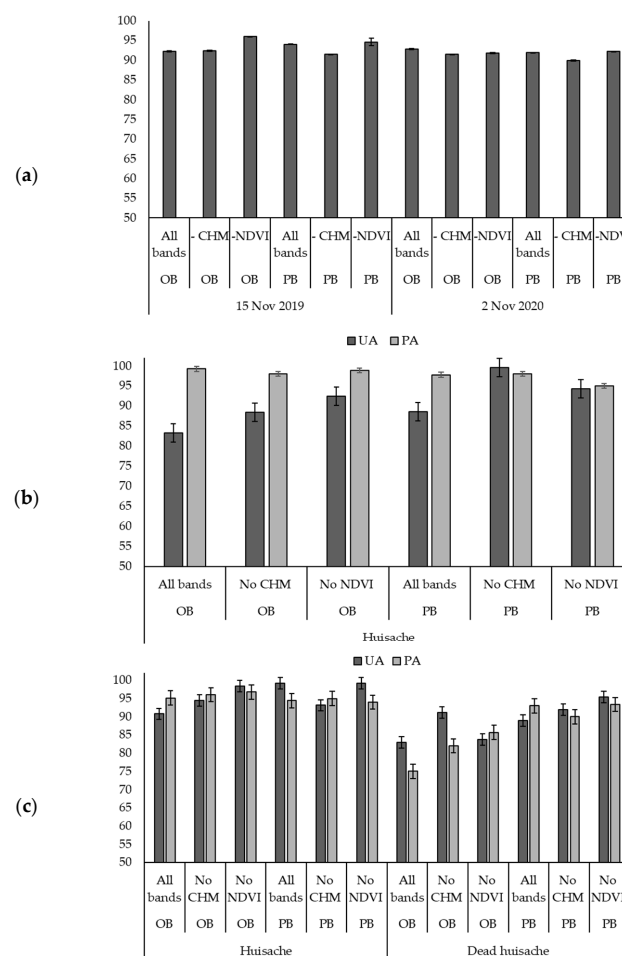 (a)
100
95
90
85
80
75
70
65
60
55
50
All - CHM -NDVI All - CHM -NDVI All - CHM -NDVI All - CHM -NDVI
bands bands bands bands
OB OB OB PB PB PB OB OB OB PB PB PB
15 Nov 2019 2 Nov 2020
(b)
UA PA
100
95
90
85
80
75
70
65
60
55
50
All bands No CHM No NDVI All bands No CHM No NDVI
OB OB OB PB PB PB
Huisache
(c)
UA PA
100
95
90
85
80
75
70
65
60
55
50
All No No All No No All No No All No No
bands CHM NDVI bands CHM NDVI bands CHM NDVI bands CHM NDVI
OB OB OB PB PB PB OB OB OB PB PB PB
Huisache Dead huisache